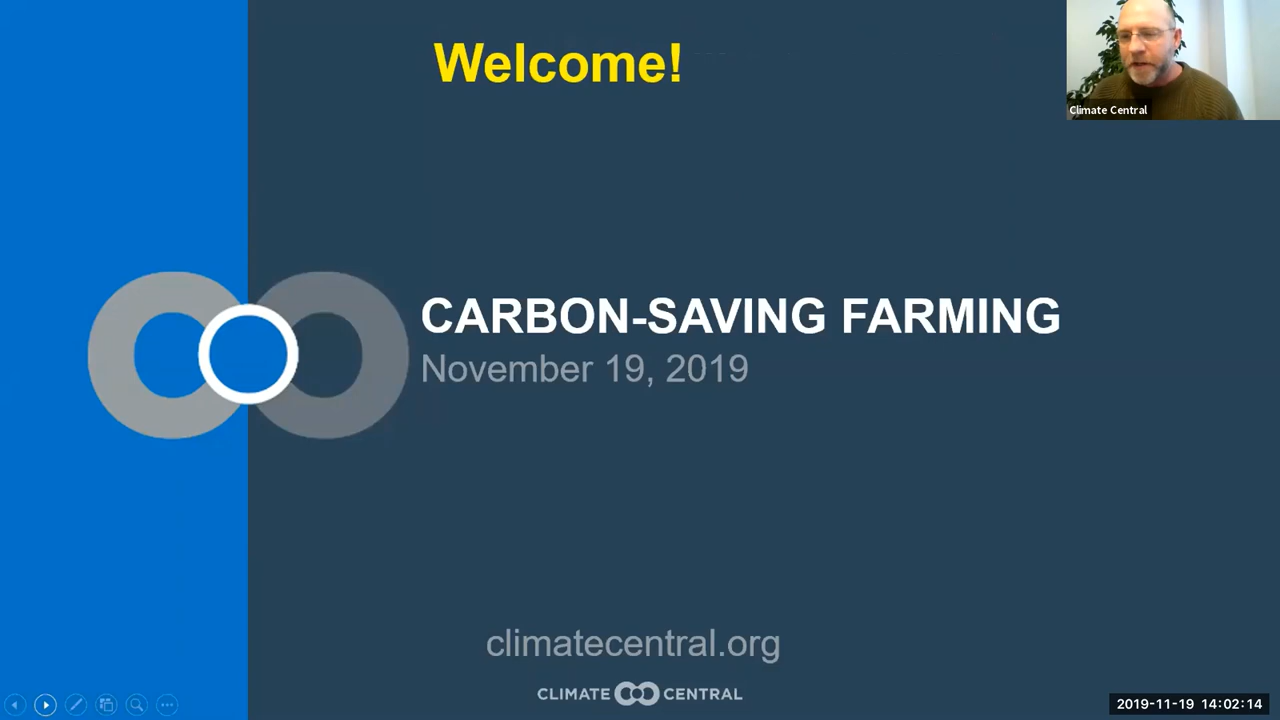 Welcome!
Climate Central
CARBON-SAVING FARMING
November 19, 2019
climatecentral.org
CLIMATE CENTRAL
2019-11-19 14:02:14